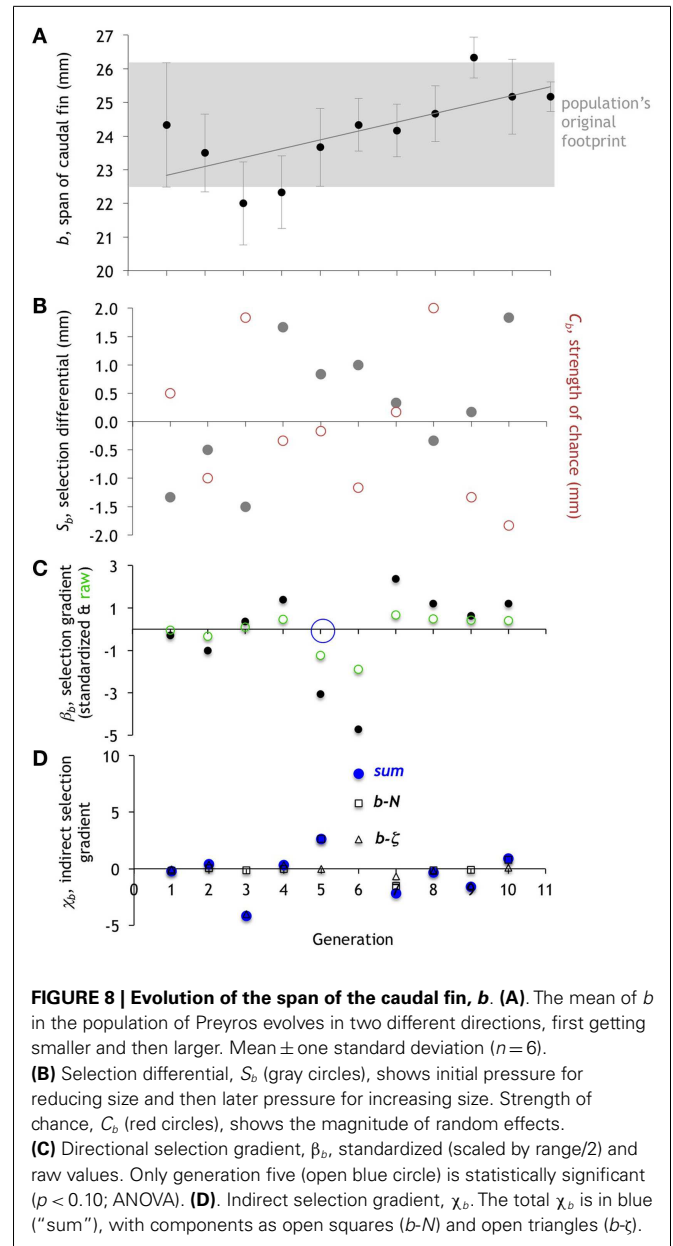 A
27
26
25
24
23
22
21
20
b, span of caudal fin (mm)
population's
original
footprint
B
2.0
1.5
1.0
0.5
0.0
-0.5
-1.0
-1.5
-2.0
S_b, selection differential (mm)
C_b, strength of chance (mm)
C
3
1
-1
-3
-5
β_b, selection gradient
(standardized & raw)
D
10
5
0
-5
χ_b, indirect selection
gradient
sum
b-N
b-ζ
0 1 2 3 4 5 6 7 8 9 10 11
Generation
FIGURE 8 | Evolution of the span of the caudal fin, b. (A). The mean of b
in the population of Preyros evolves in two different directions, first getting
smaller and then larger. Mean ± one standard deviation (n = 6).
(B) Selection differential, S_b (gray circles), shows initial pressure for
reducing size and then later pressure for increasing size. Strength of
chance, C_b (red circles), shows the magnitude of random effects.
(C) Directional selection gradient, β_b, standardized (scaled by range/2) and
raw values. Only generation five (open blue circle) is statistically significant
(p < 0.10; ANOVA). (D). Indirect selection gradient, χ_b. The total χ_b is in blue
("sum"), with components as open squares (b-N) and open triangles (b-ζ).